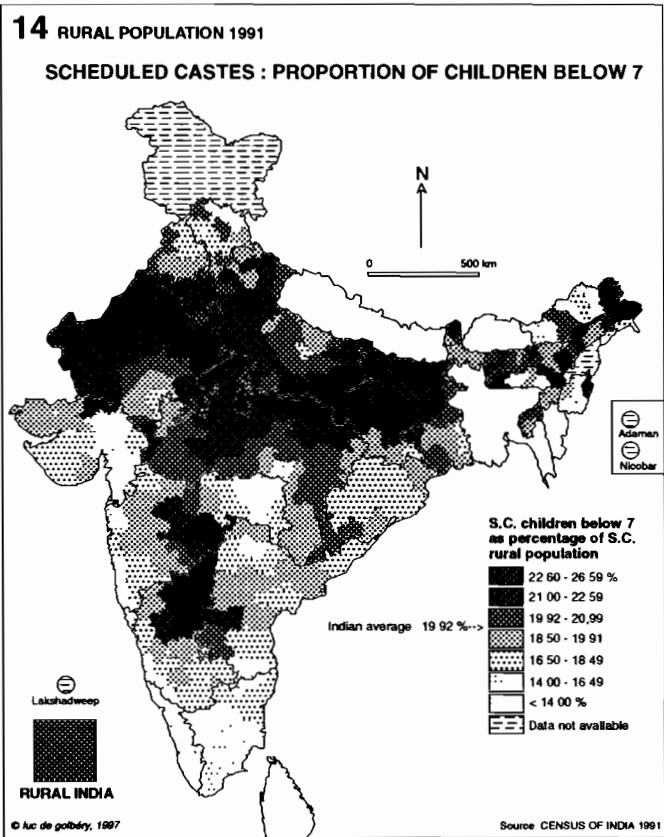 14 RURAL POPULATION 1991
SCHEDULED CASTES : PROPORTION OF CHILDREN BELOW 7
N
0 500 km
Adaman
Nicobar
S.C. children below 7
as percentage of S.C.
rural population
22 60 - 26 59 %
21 00 - 22 59
Indian average 19 92 %-->
19 92 - 20,99
18 50 - 19 91
16 50 - 18 49
14 00 - 16 49
< 14 00 %
Data not available
Lakshadweep
RURAL INDIA
© luc de golbéry, 1997
Source CENSUS OF INDIA 1991